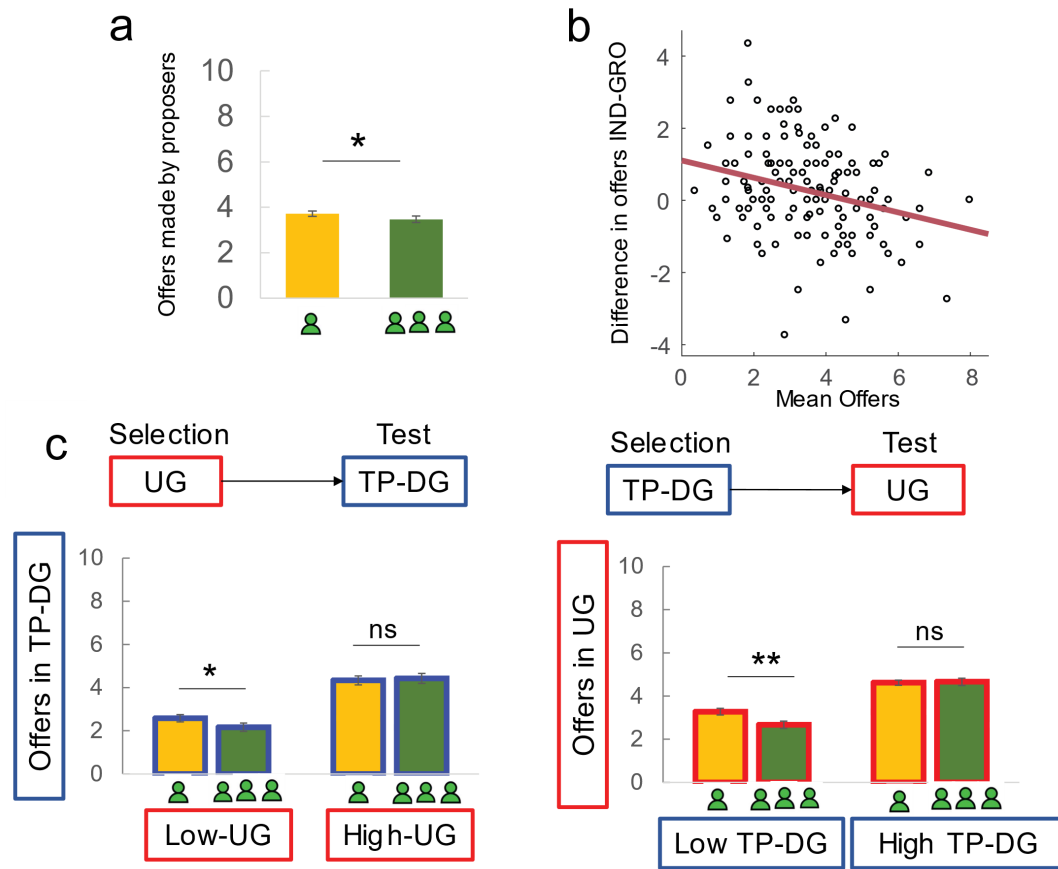 a
Offers made by proposers
10
8
6
4
2
0
*
b
Difference in offers IND-GRO
4
2
0
-2
-4
0 2 4 6 8
Mean Offers
c
Selection Test
UG TP-DG
Offers in TP-DG
10
8
6
4
2
0
*
ns
Low-UG High-UG
Selection Test
TP-DG UG
Offers in UG
10
8
6
4
2
0
**
ns
Low TP-DG High TP-DG